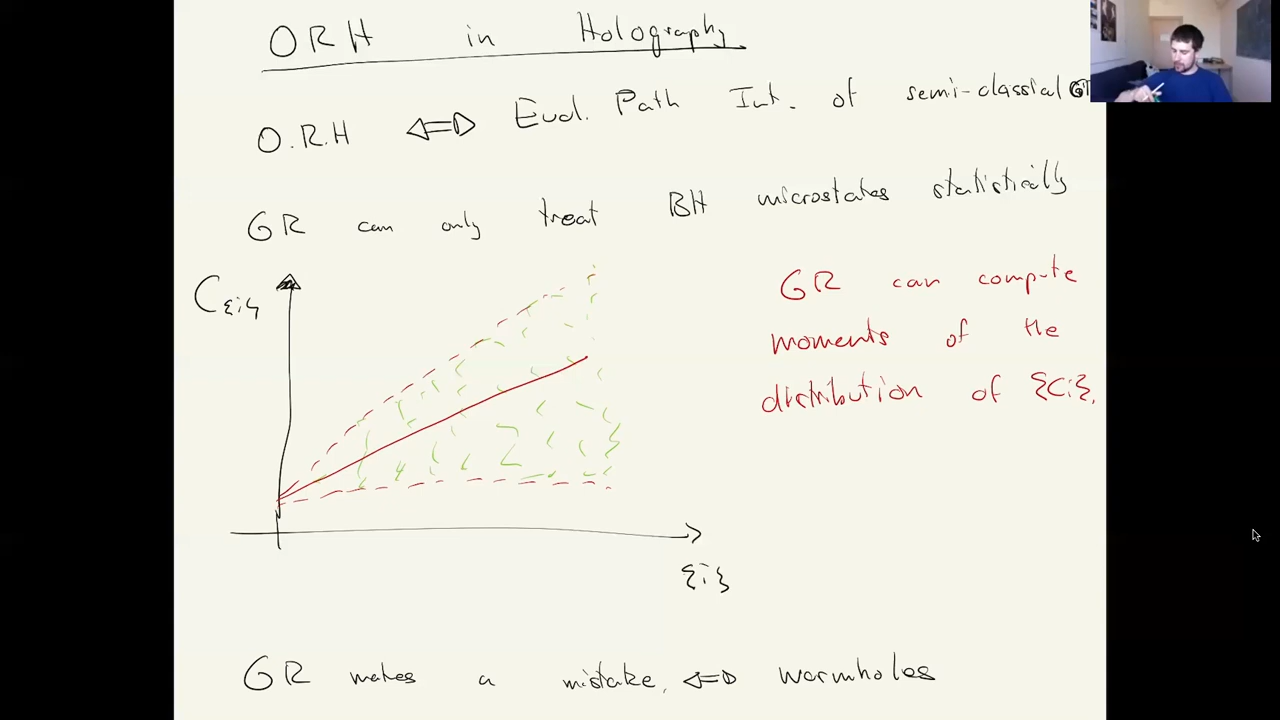 ORH in Holography
O.R.H ⇔ Eucl. Path Int. of semi-classical GR
GR can only treat BH microstates statistically
C{i}
GR can compute
moments of the
distribution of {Ci}.
{i}
GR makes a mistake. ⇔ wormholes